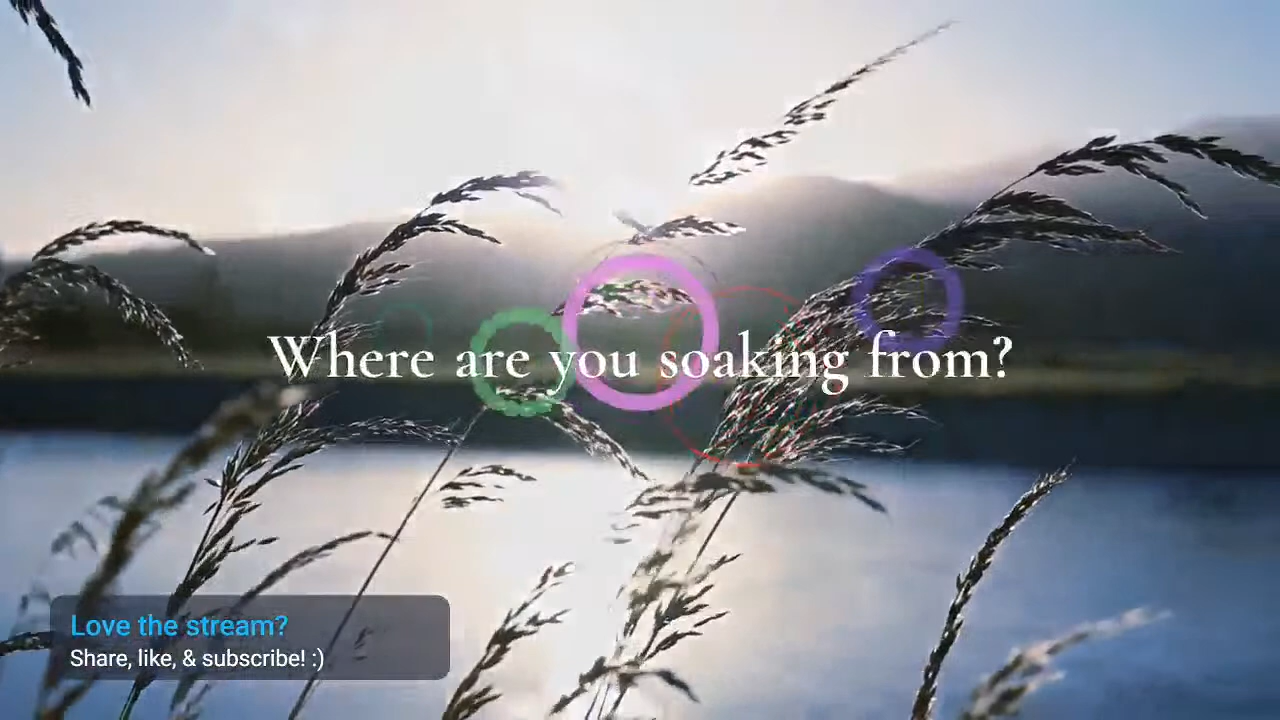 Where are you soaking from?
Love the stream?
Share, like, & subscribe! :)